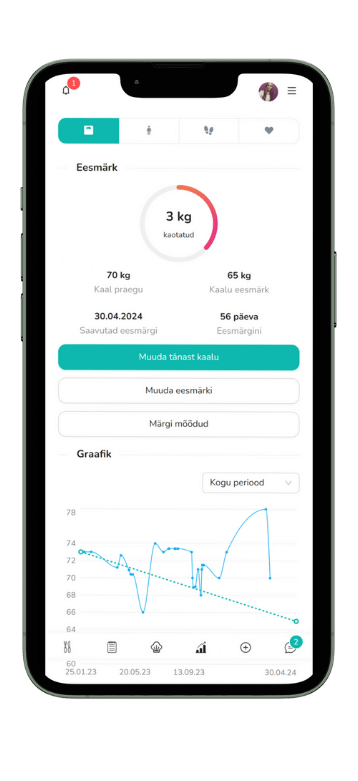 1
Eesmärk
3 kg
kaotatud
70 kg
65 kg
Kaal praegu
Kaalu eesmärk
30.04.2024
56 päeva
Saavutad eesmärgi
Eesmärgini
Muuda tänast kaalu
Muuda eesmärki
Märgi mõõdud
Graafik
Kogu periood
78
74
72
70
68
66
64
2
60
25.01.23
20.05.23
13.09.23
30.04.24